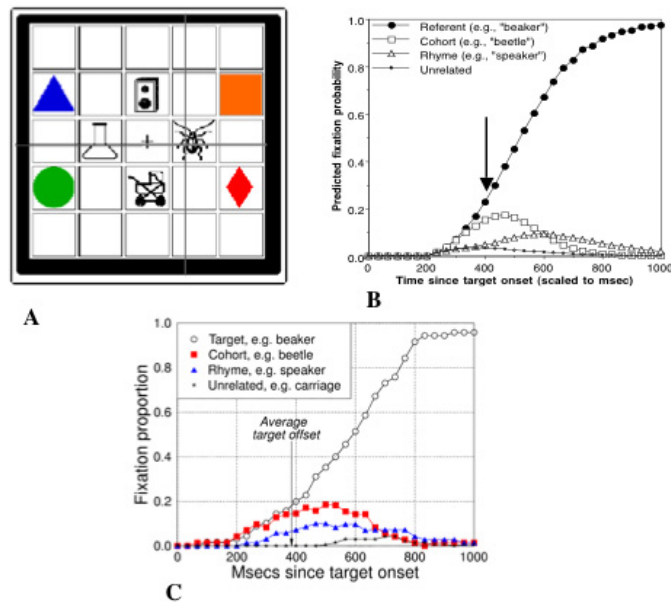 Referent (e.g., "beaker")
Cohort (e.g., "beetle")
Rhyme (e.g., "speaker")
Unrelated
Predicted fixation probability
1.0
0.8
0.6
0.4
0.2
0.0
0 200 400 600 800 1000
Time since target onset (scaled to msec)
A
B
Target, e.g. beaker
Cohort, e.g. beetle
Rhyme, e.g. speaker
Unrelated, e.g. carriage
Average
target offset
Fixation proportion
1.0
0.8
0.6
0.4
0.2
0.0
0 200 400 600 800 1000
Msecs since target onset
C